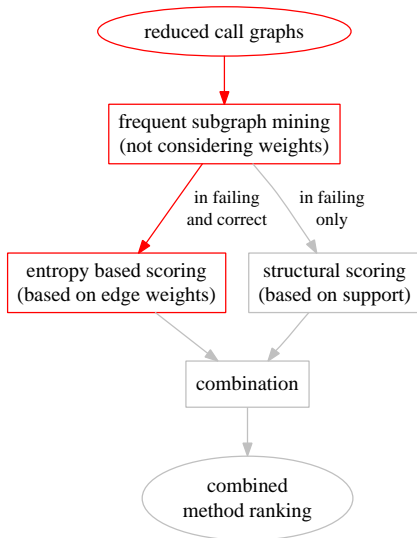 reduced call graphs
frequent subgraph mining
(not considering weights)
in failing
and correct
in failing
only
entropy based scoring
(based on edge weights)
structural scoring
(based on support)
combination
combined
method ranking